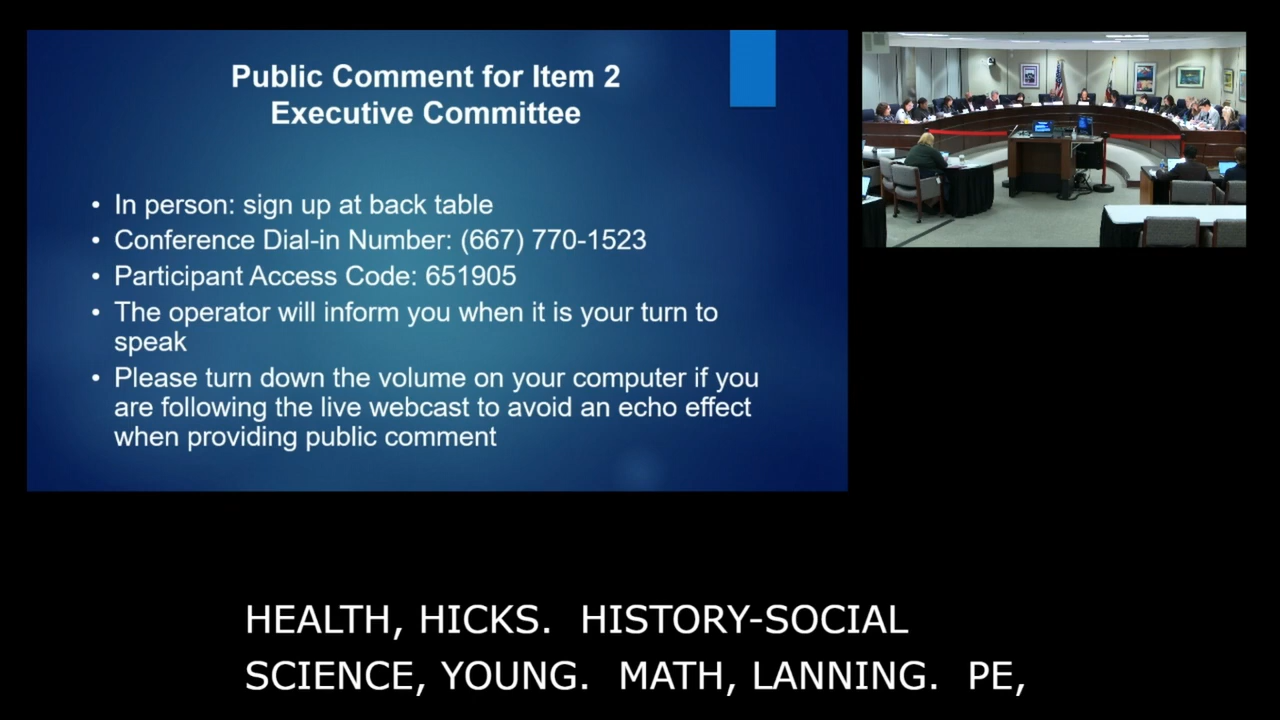 Public Comment for Item 2
Executive Committee
• In person: sign up at back table
• Conference Dial-in Number: (667) 770-1523
• Participant Access Code: 651905
• The operator will inform you when it is your turn to
speak
• Please turn down the volume on your computer if you
are following the live webcast to avoid an echo effect
when providing public comment
HEALTH, HICKS.  HISTORY-SOCIAL
SCIENCE, YOUNG.  MATH, LANNING.  PE,